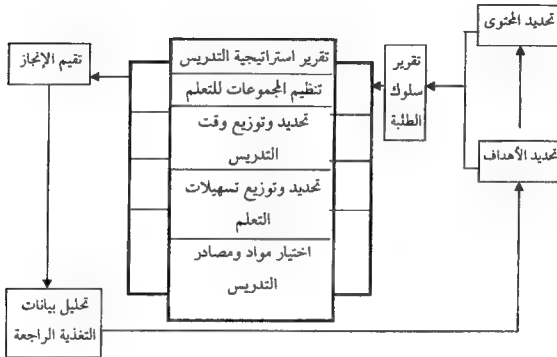 تحديد المحتوى
تحديد الأهداف
تقرير
سلوك
الطلبة
تقرير استراتيجية التدريس
تنظيم المجموعات للتعلم
تحديد وتوزيع وقت
التدريس
تحديد وتوزيع تسهيلات
التعلم
اختيار مواد ومصادر
التدريس
تقيم الإنجاز
تحليل بيانات
التغذية الراجعة